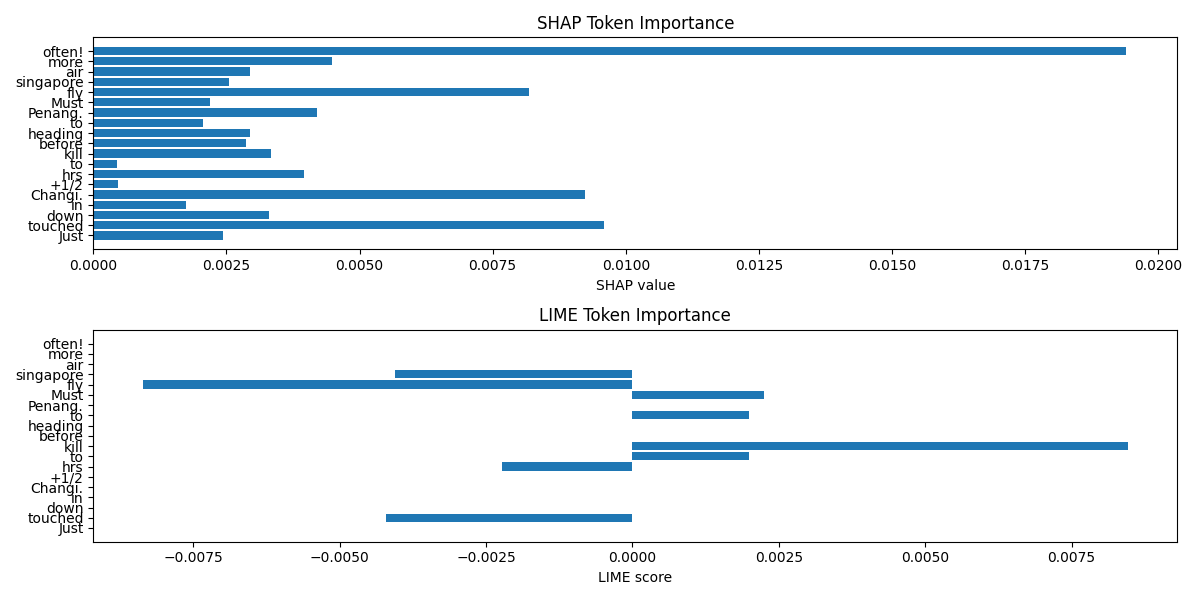 SHAP Token Importance
often!
more
air
singapore
fly
Must
Penang.
to
heading
before
kill
to
hrs
+1/2
Changi.
in
down
touched
Just
0.0000 0.0025 0.0050 0.0075 0.0100 0.0125 0.0150 0.0175 0.0200
SHAP value
LIME Token Importance
often!
more
air
singapore
fly
Must
Penang.
to
heading
before
kill
to
hrs
+1/2
Changi.
in
down
touched
Just
−0.0075 −0.0050 −0.0025 0.0000 0.0025 0.0050 0.0075
LIME score